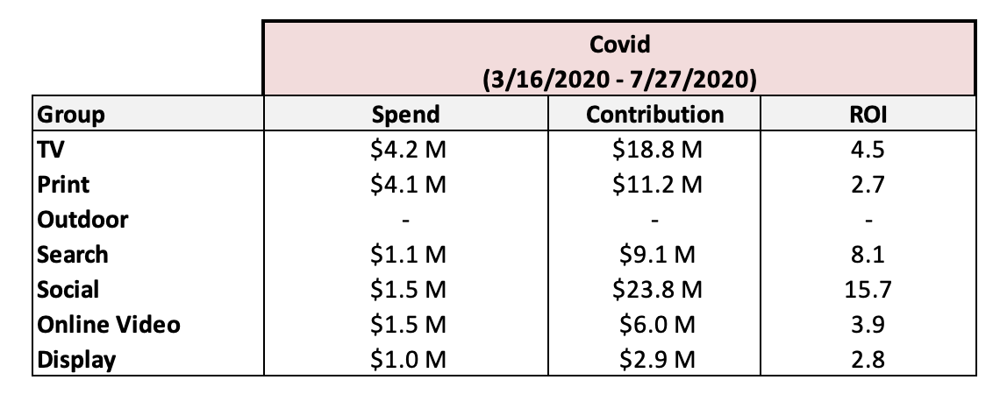 Covid
(3/16/2020 - 7/27/2020)
Group Spend Contribution ROI
TV $4.2 M $18.8 M 4.5
Print $4.1 M $11.2 M 2.7
Outdoor - - -
Search $1.1 M $9.1 M 8.1
Social $1.5 M $23.8 M 15.7
Online Video $1.5 M $6.0 M 3.9
Display $1.0 M $2.9 M 2.8